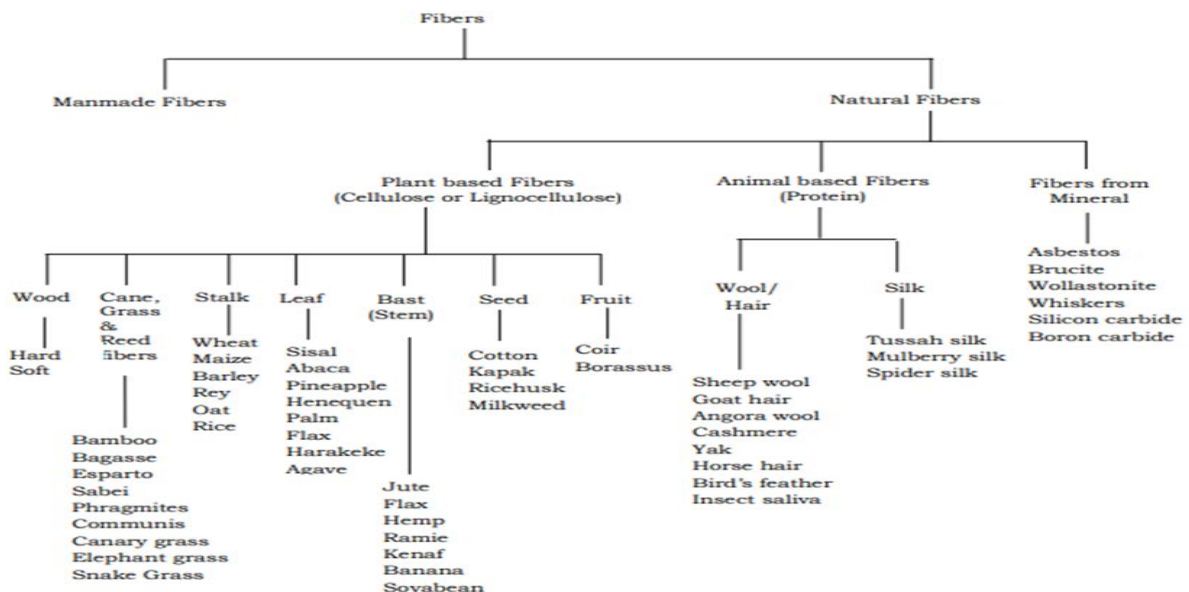 Fibers
Manmade Fibers
Natural Fibers
Plant based Fibers
(Cellulose or Lignocellulose)
Animal based Fibers
(Protein)
Fibers from
Mineral
Asbestos
Brucite
Wollastonite
Whiskers
Silicon carbide
Boron carbide
Wood
Hard
Soft
Cane,
Grass
&
Reed
fibers
Bamboo
Bagasse
Esparto
Sabei
Phragmites
Communis
Canary grass
Elephant grass
Snake Grass
Stalk
Wheat
Maize
Barley
Rey
Oat
Rice
Leaf
Sisal
Abaca
Pineapple
Henequen
Palm
Flax
Harakeke
Agave
Bast
(Stem)
Jute
Flax
Hemp
Ramie
Kenaf
Banana
Soyabean
Seed
Cotton
Kapak
Ricehusk
Milkweed
Fruit
Coir
Borassus
Wool/
Hair
Sheep wool
Goat hair
Angora wool
Cashmere
Yak
Horse hair
Bird's feather
Insect saliva
Silk
Tussah silk
Mulberry silk
Spider silk